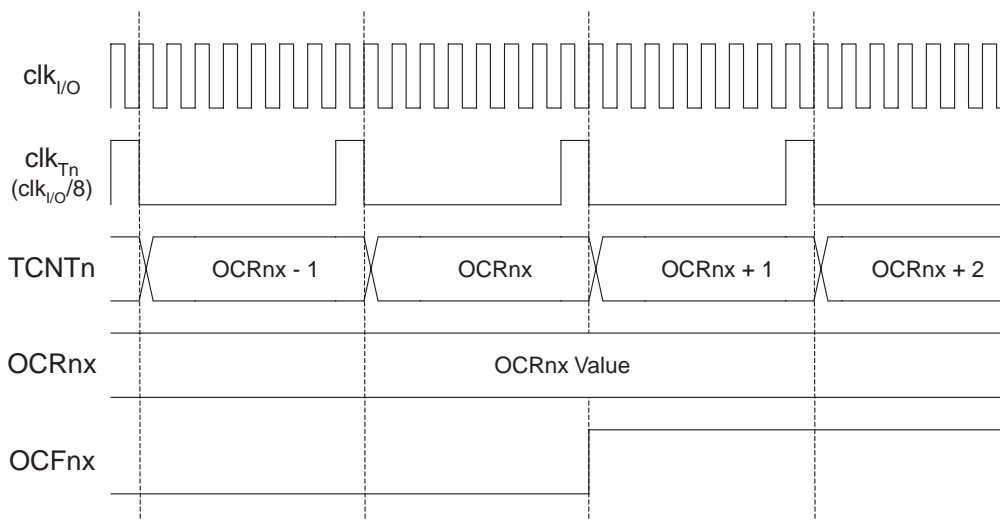 clkI/O
clkTn
(clkI/O/8)
TCNTn
OCRnx - 1
OCRnx
OCRnx + 1
OCRnx + 2
OCRnx
OCRnx Value
OCFnx